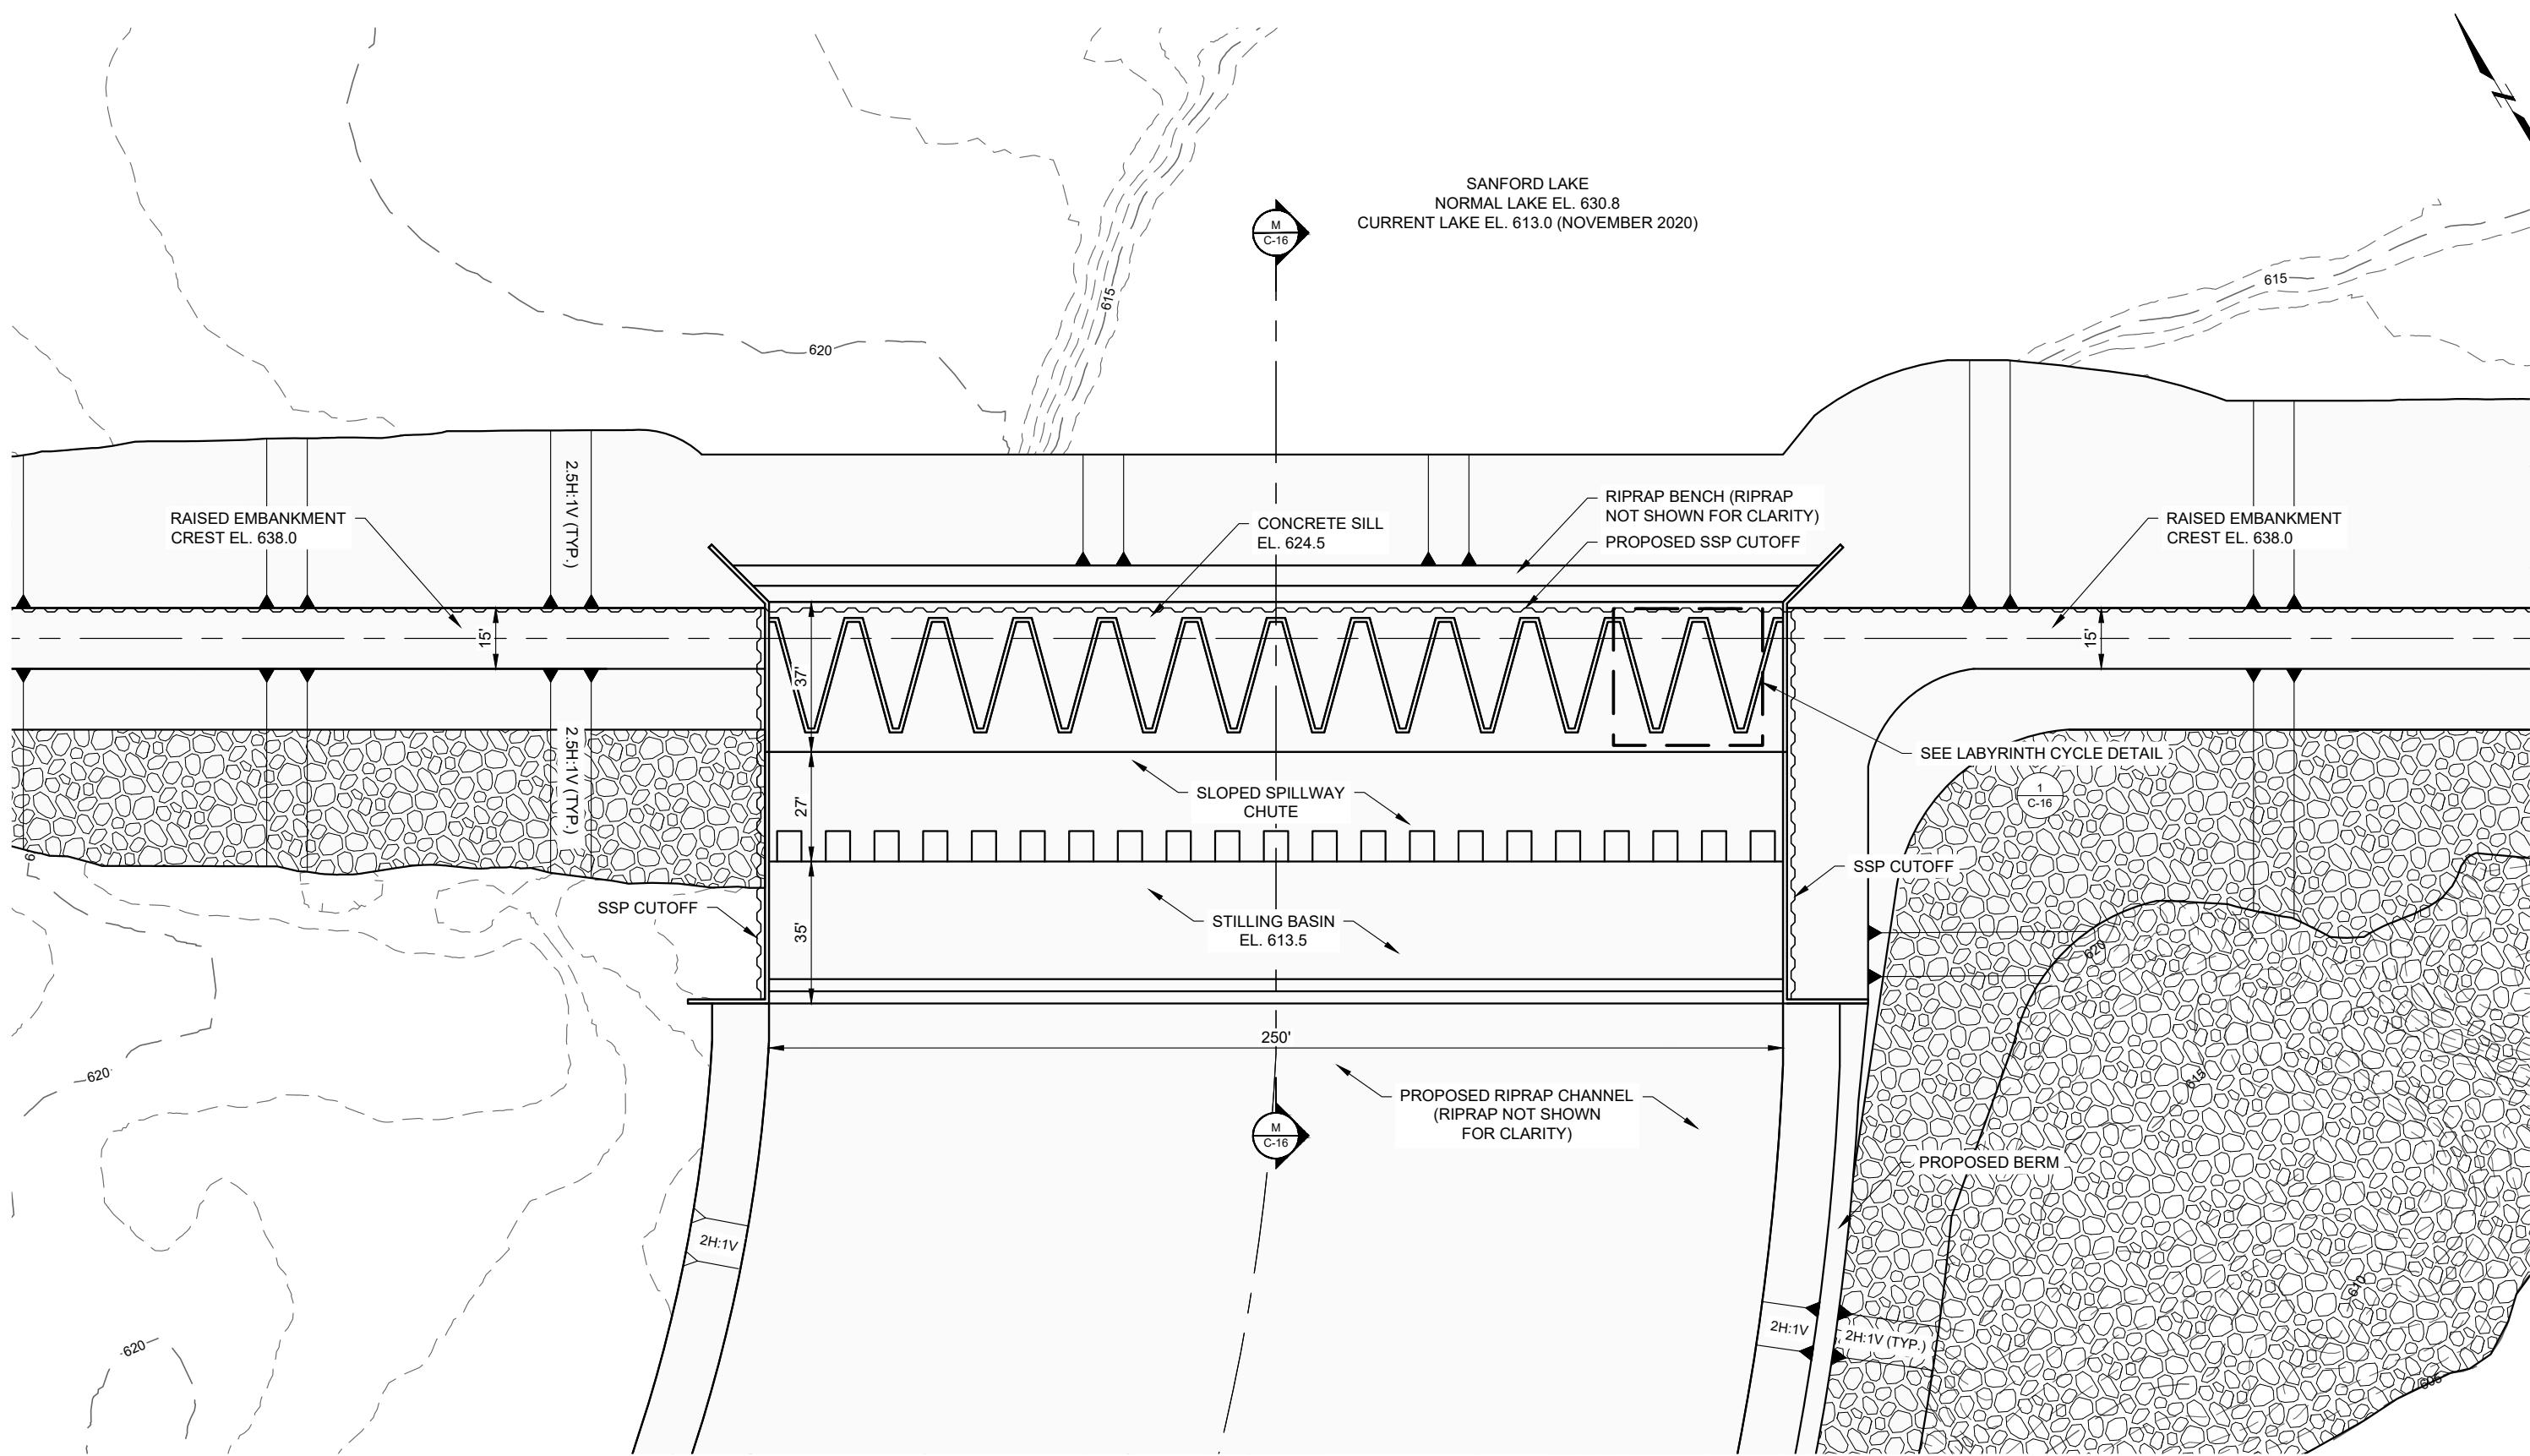 N
SANFORD LAKE
NORMAL LAKE EL. 630.8
CURRENT LAKE EL. 613.0 (NOVEMBER 2020)
M
C-16
615
615
620
2.5H:1V (TYP.)
RAISED EMBANKMENT
CREST EL. 638.0
CONCRETE SILL
EL. 624.5
RIPRAP BENCH (RIPRAP
NOT SHOWN FOR CLARITY)
PROPOSED SSP CUTOFF
RAISED EMBANKMENT
CREST EL. 638.0
15'
15'
37'
2.5H:1V (TYP.)
SEE LABYRINTH CYCLE DETAIL
1
C-16
SLOPED SPILLWAY
CHUTE
27'
SSP CUTOFF
SSP CUTOFF
STILLING BASIN
EL. 613.5
35'
620
250'
620
615
PROPOSED RIPRAP CHANNEL
(RIPRAP NOT SHOWN
FOR CLARITY)
M
C-16
PROPOSED BERM
2H:1V
610
2H:1V
2H:1V (TYP.)
620
605